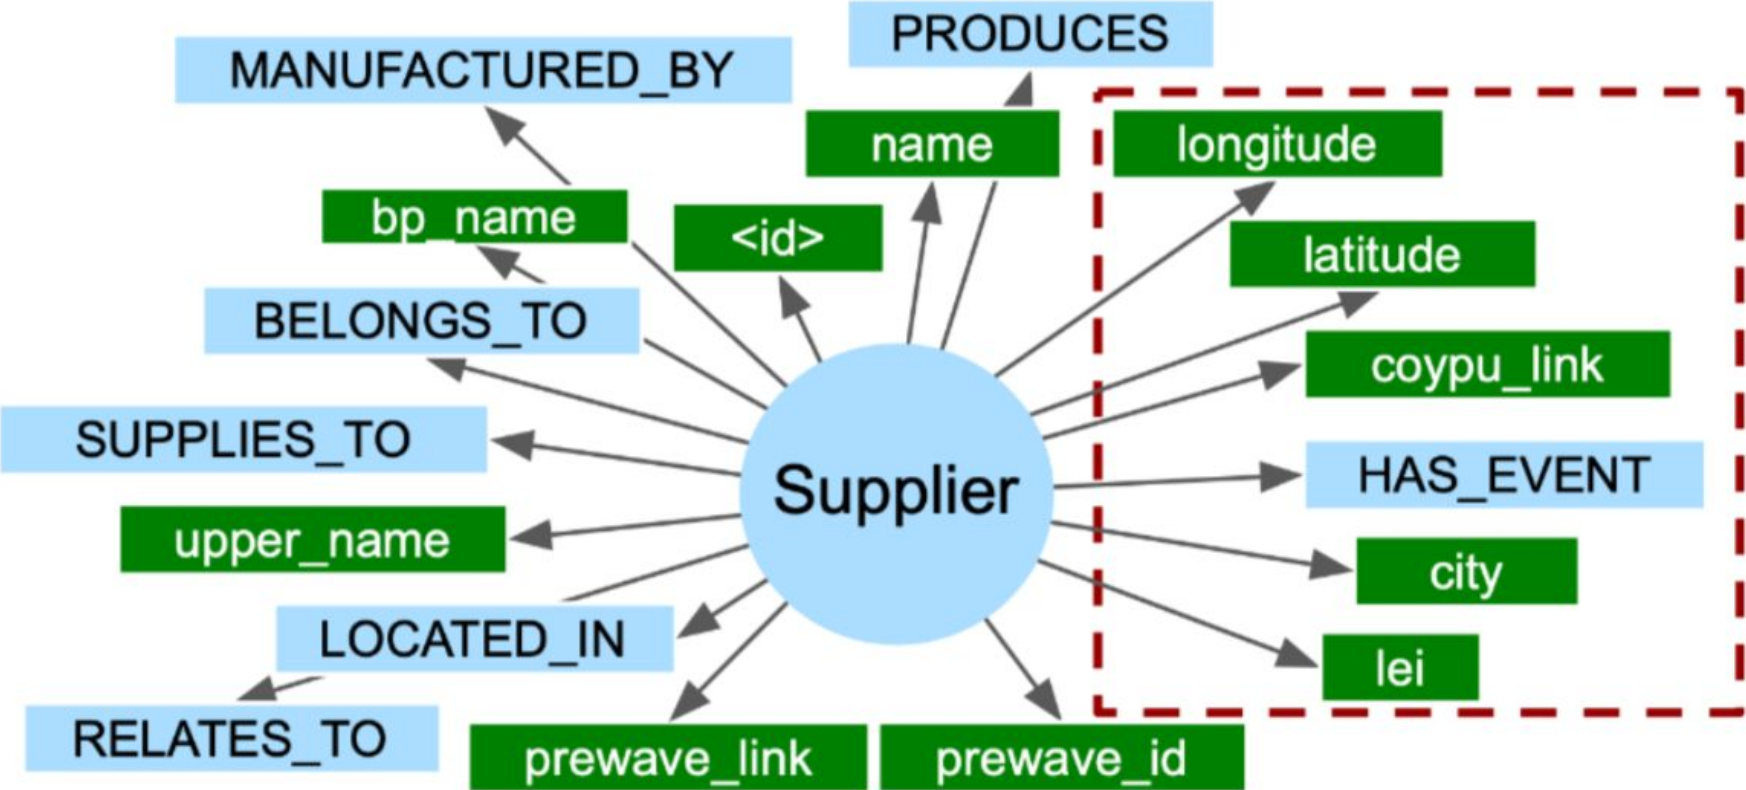 PRODUCES
MANUFACTURED_BY
name
longitude
bp_name
<id>
latitude
BELONGS_TO
coypu_link
SUPPLIES_TO
HAS_EVENT
Supplier
upper_name
city
LOCATED_IN
lei
RELATES_TO
prewave_link
prewave_id